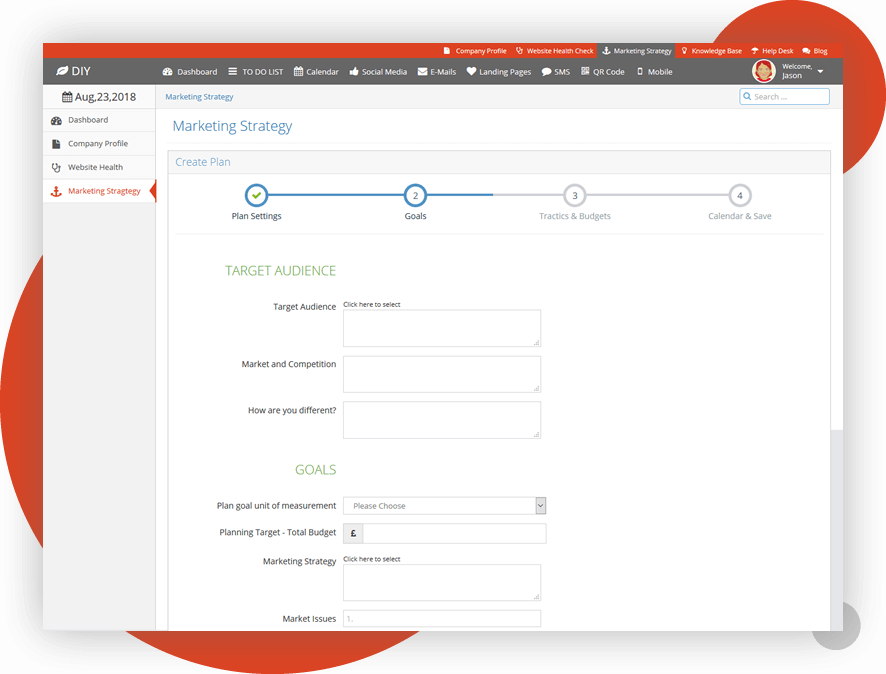 Company Profile Website Health Check Marketing Strategy Knowledge Base Help Desk Blog
DIY Dashboard TO DO LIST Calendar Social Media E-Mails Landing Pages SMS QR Code Mobile Welcome, Jason
Aug,23,2018 Marketing Strategy Search ...
Dashboard
Company Profile
Website Health
Marketing Stragtegy
Marketing Strategy
Create Plan
2 3 4
Plan Settings Goals Tractics & Budgets Calendar & Save
TARGET AUDIENCE
Target Audience Click here to select
Market and Competition
How are you different?
GOALS
Plan goal unit of measurement Please Choose
Planning Target - Total Budget £
Marketing Strategy Click here to select
Market Issues 1.